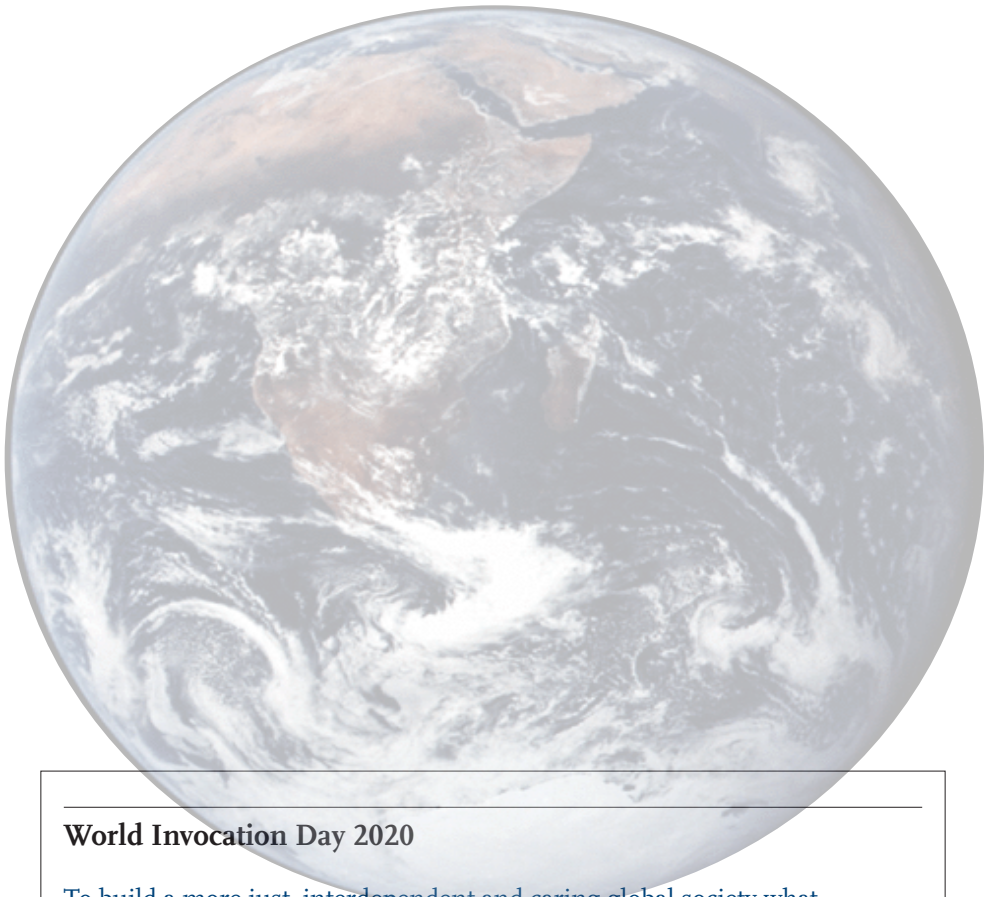 World Invocation Day 2020
To build a more just, interdependent and caring global society what